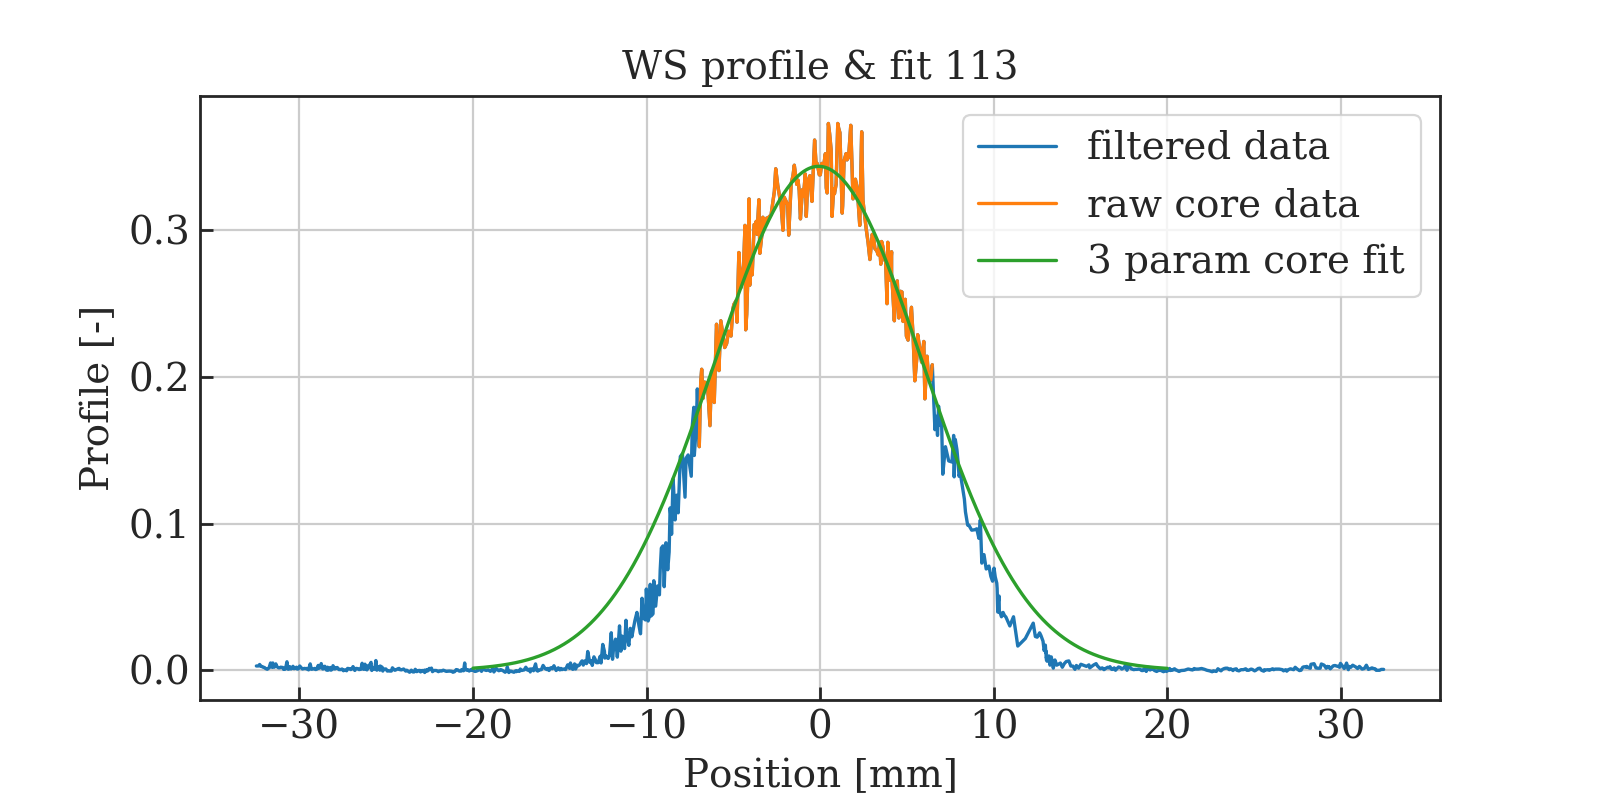 WS profile & fit 113
filtered data
raw core data
3 param core fit
Profile [-]
0.3
0.2
0.1
0.0
−30 −20 −10 0 10 20 30
Position [mm]